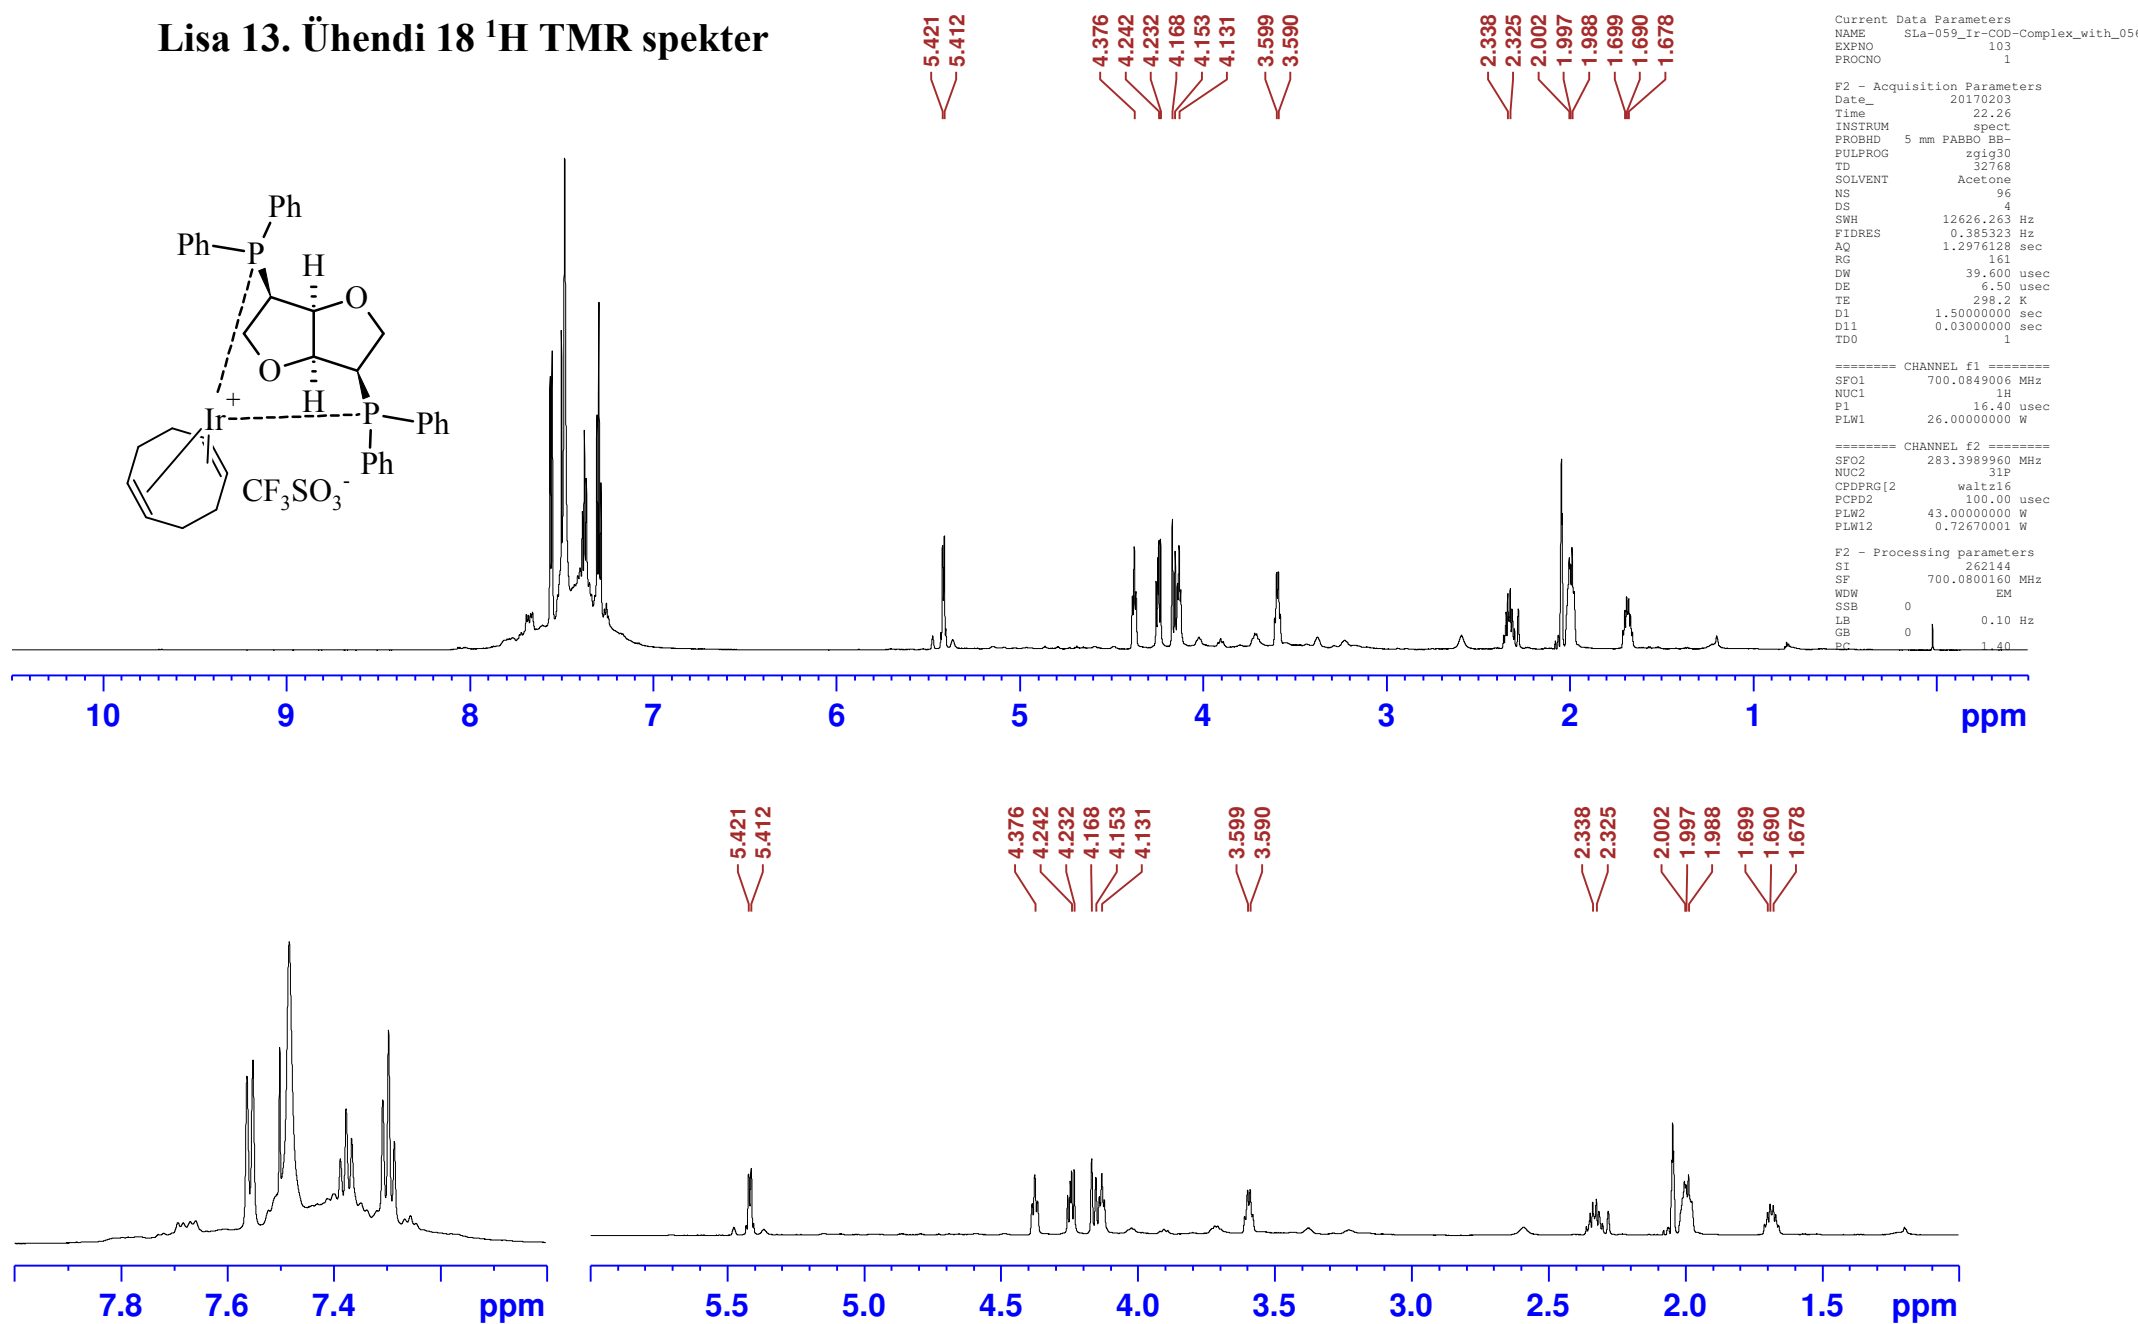 Lisa 13. Ühendi 18 ¹H TMR spekter
5.421
5.412
4.376
4.242
4.232
4.168
4.153
4.131
3.599
3.590
2.338
2.325
2.002
1.997
1.988
1.699
1.690
1.678
Current Data Parameters
NAME SLa-059_Ir-COD-Complex_with_056
EXPNO 103
PROCNO 1
F2 - Acquisition Parameters
Date_ 20170203
Time 22.26
INSTRUM spect
PROBHD 5 mm PABBO BB-
PULPROG zgig30
TD 32768
SOLVENT Acetone
NS 96
DS 4
SWH 12626.263 Hz
FIDRES 0.385323 Hz
AQ 1.2976128 sec
RG 161
DW 39.600 usec
DE 6.50 usec
TE 298.2 K
D1 1.50000000 sec
D11 0.03000000 sec
TD0 1
======== CHANNEL f1 ========
SFO1 700.0849006 MHz
NUC1 1H
P1 16.40 usec
PLW1 26.00000000 W
======== CHANNEL f2 ========
SFO2 283.3989960 MHz
NUC2 31P
CPDPRG[2 waltz16
PCPD2 100.00 usec
PLW2 43.00000000 W
PLW12 0.72670001 W
F2 - Processing parameters
SI 262144
SF 700.0800160 MHz
WDW EM
SSB 0
LB 0.10 Hz
GB 0
PC 1.40
Ph
Ph P
H
O
O
H
Ir+
P Ph
Ph
CF₃SO₃⁻
10 9 8 7 6 5 4 3 2 1 ppm
5.421
5.412
4.376
4.242
4.232
4.168
4.153
4.131
3.599
3.590
2.338
2.325
2.002
1.997
1.988
1.699
1.690
1.678
7.8 7.6 7.4 ppm
5.5 5.0 4.5 4.0 3.5 3.0 2.5 2.0 1.5 ppm